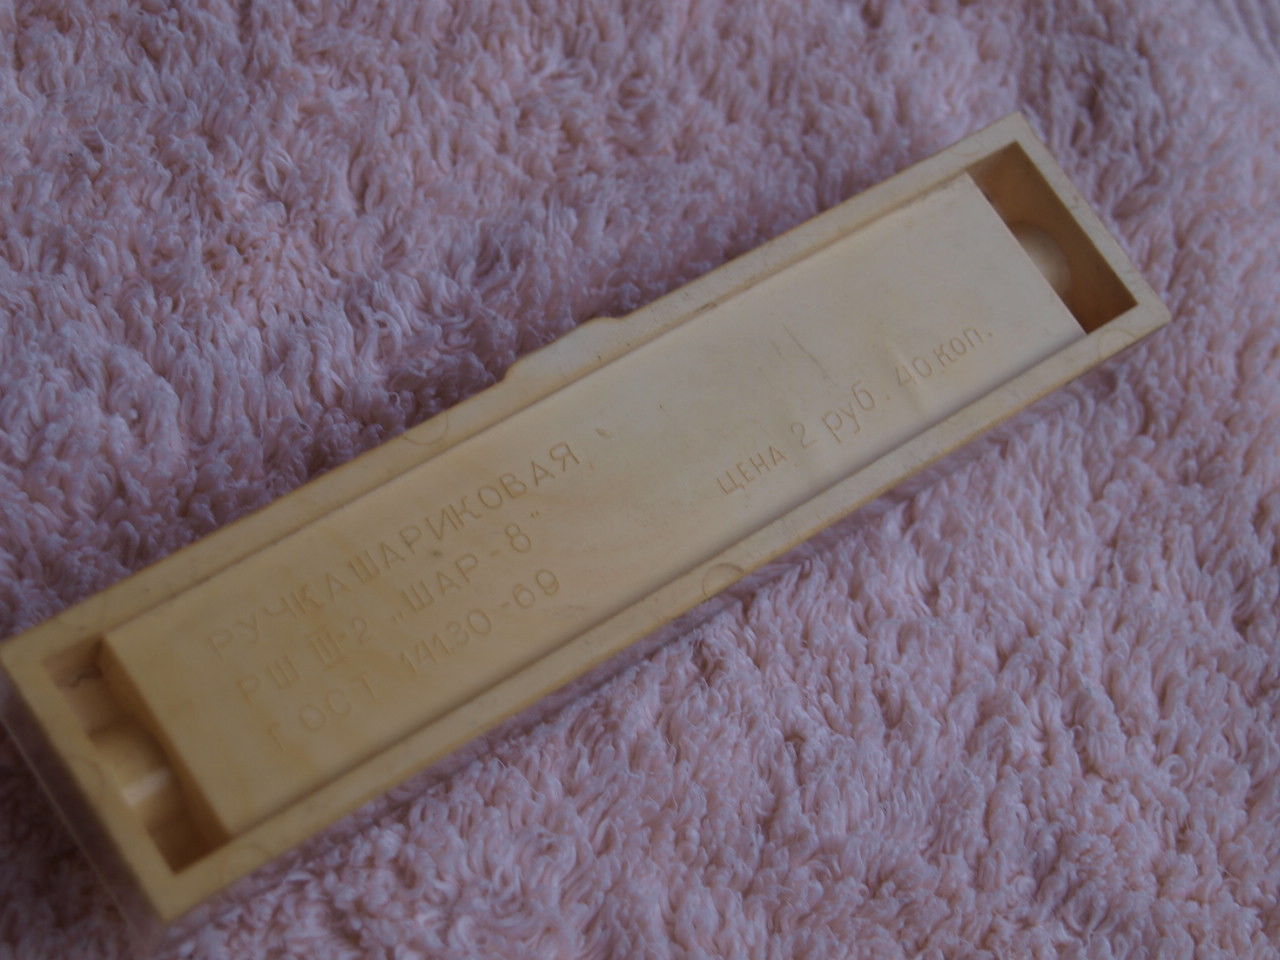 РУЧКА ШАРИКОВАЯ
РШ Ш-2 „ШАР-8"
ГОСТ 14130-69
ЦЕНА 2 руб. 40 коп.